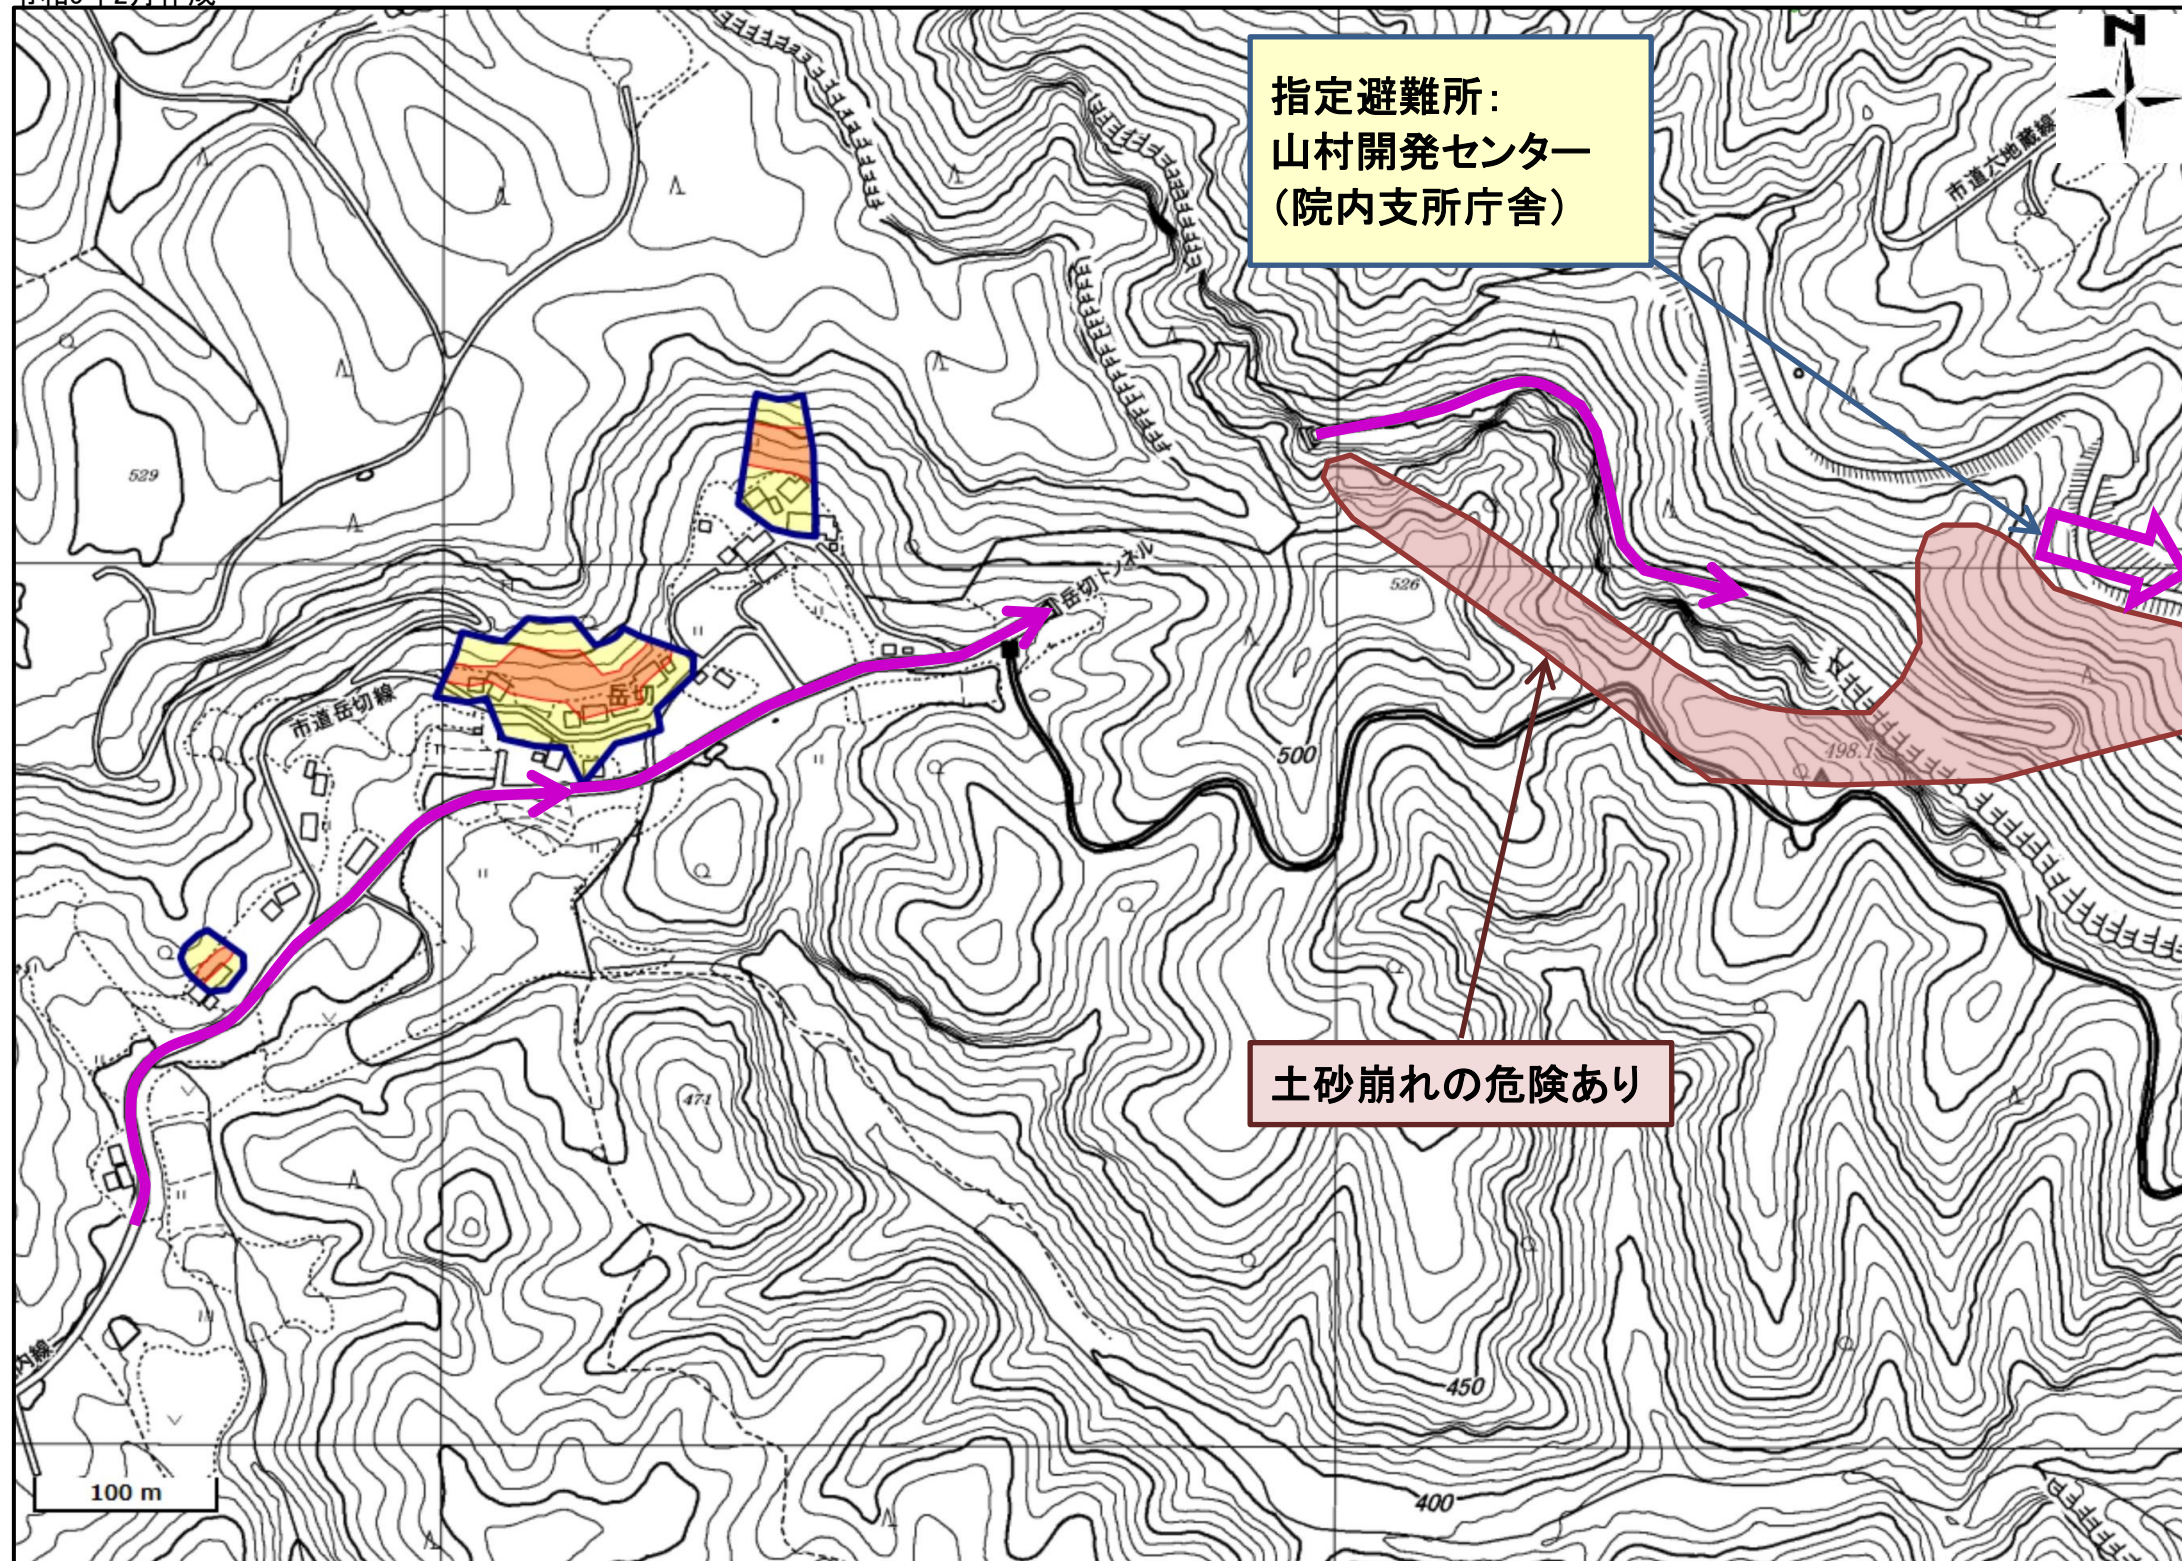 N
指定避難所：
山村開発センター
（院内支所庁舎）
市道六地蔵線
529
岳切トンネル
526
岳切
市道岳切線
500
498.1
土砂崩れの危険あり
471
内線
450
100 m
400